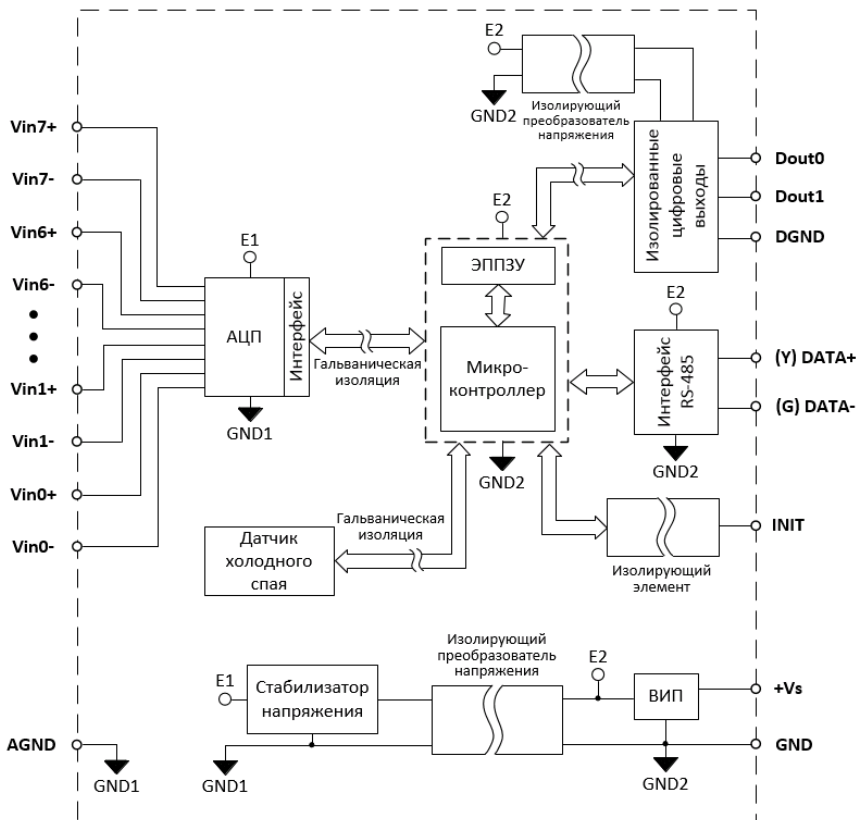 E2
GND2
Изолирующий
преобразователь
напряжения
Vin7+
Vin7-
Vin6+
Vin6-
Vin1+
Vin1-
Vin0+
Vin0-
E1
АЦП
Интерфейс
GND1
Гальваническая
изоляция
E2
ЭППЗУ
Микро-
контроллер
GND2
Изолированные
цифровые
выходы
Dout0
Dout1
DGND
E2
Интерфейс
RS-485
(Y) DATA+
(G) DATA-
GND2
Гальваническая
изоляция
Датчик
холодного
спая
INIT
Изолирующий
элемент
Изолирующий
преобразователь
напряжения
E1
Стабилизатор
напряжения
E2
ВИП
+Vs
AGND
GND1
GND1
GND2
GND